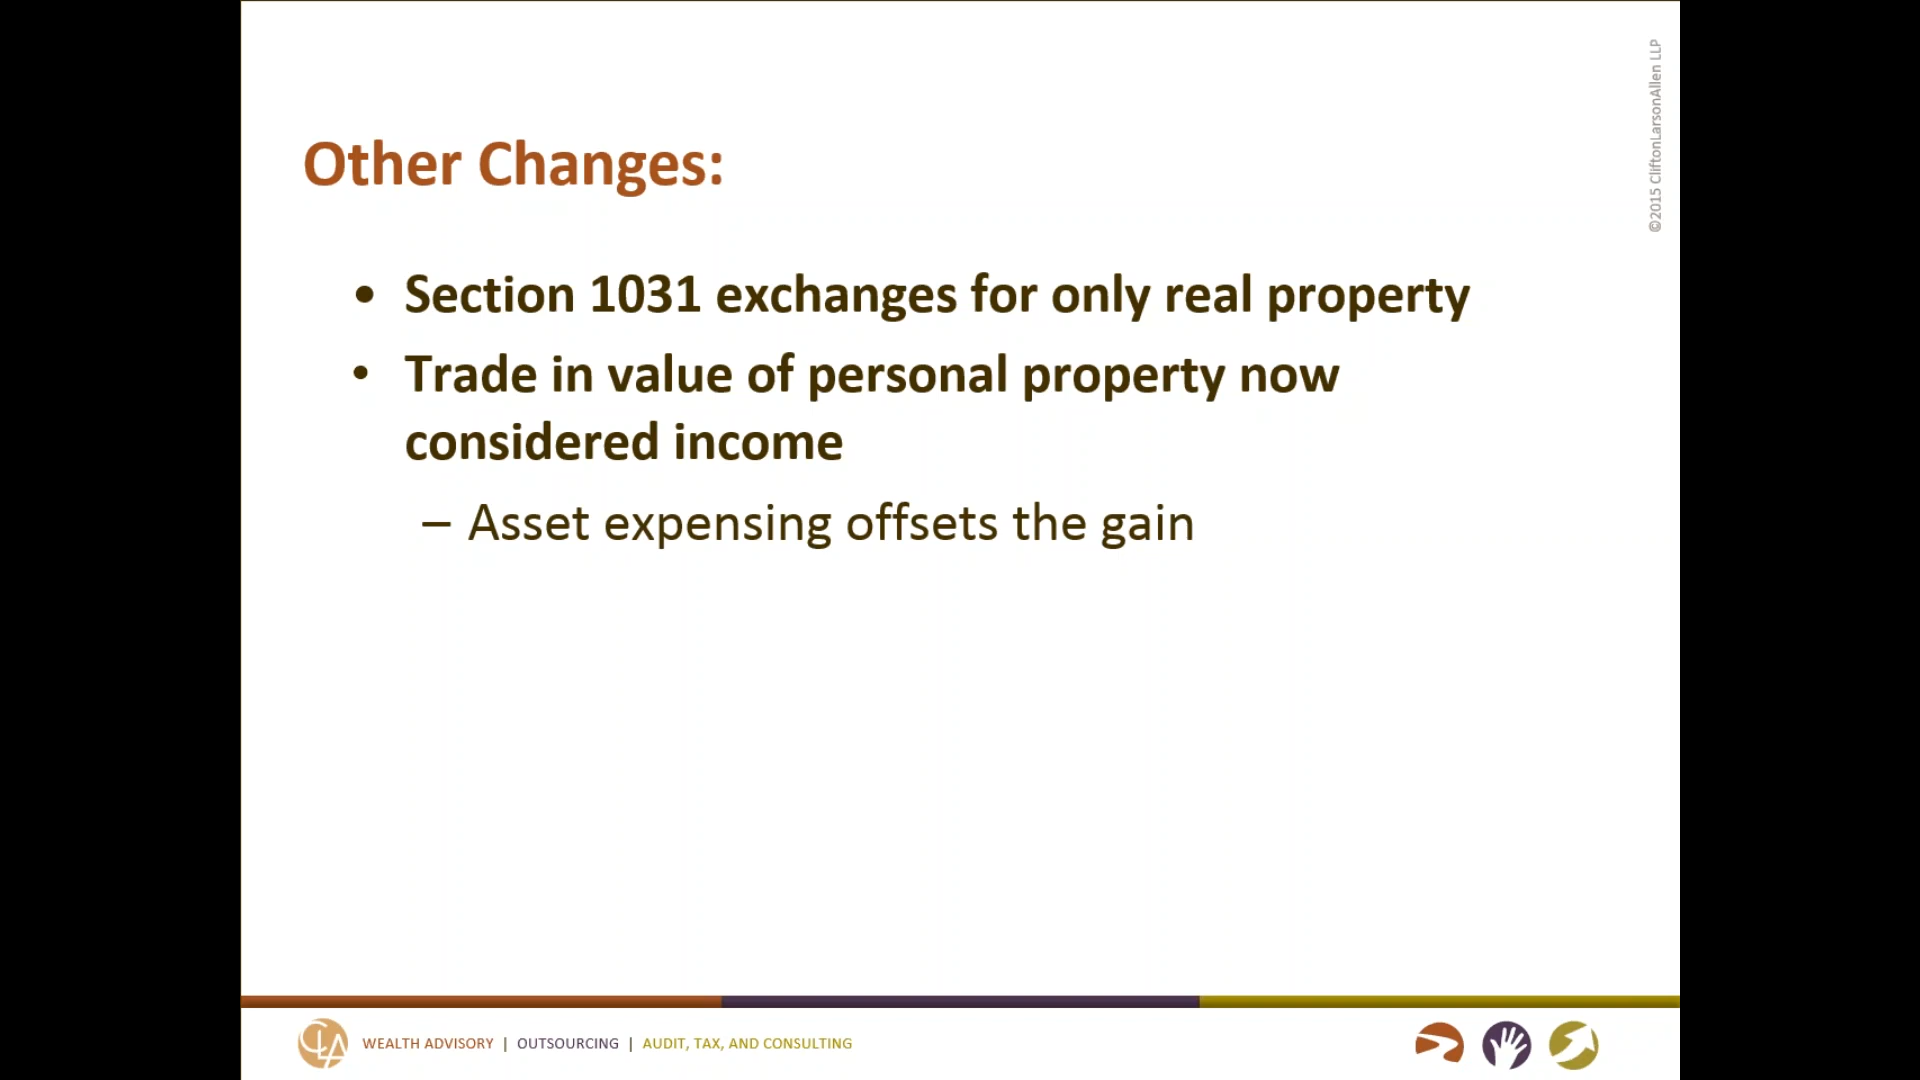 ©2015 CliftonLarsonAllen LLP
Other Changes:
• Section 1031 exchanges for only real property
• Trade in value of personal property now
considered income
– Asset expensing offsets the gain
CLA
WEALTH ADVISORY | OUTSOURCING | AUDIT, TAX, AND CONSULTING